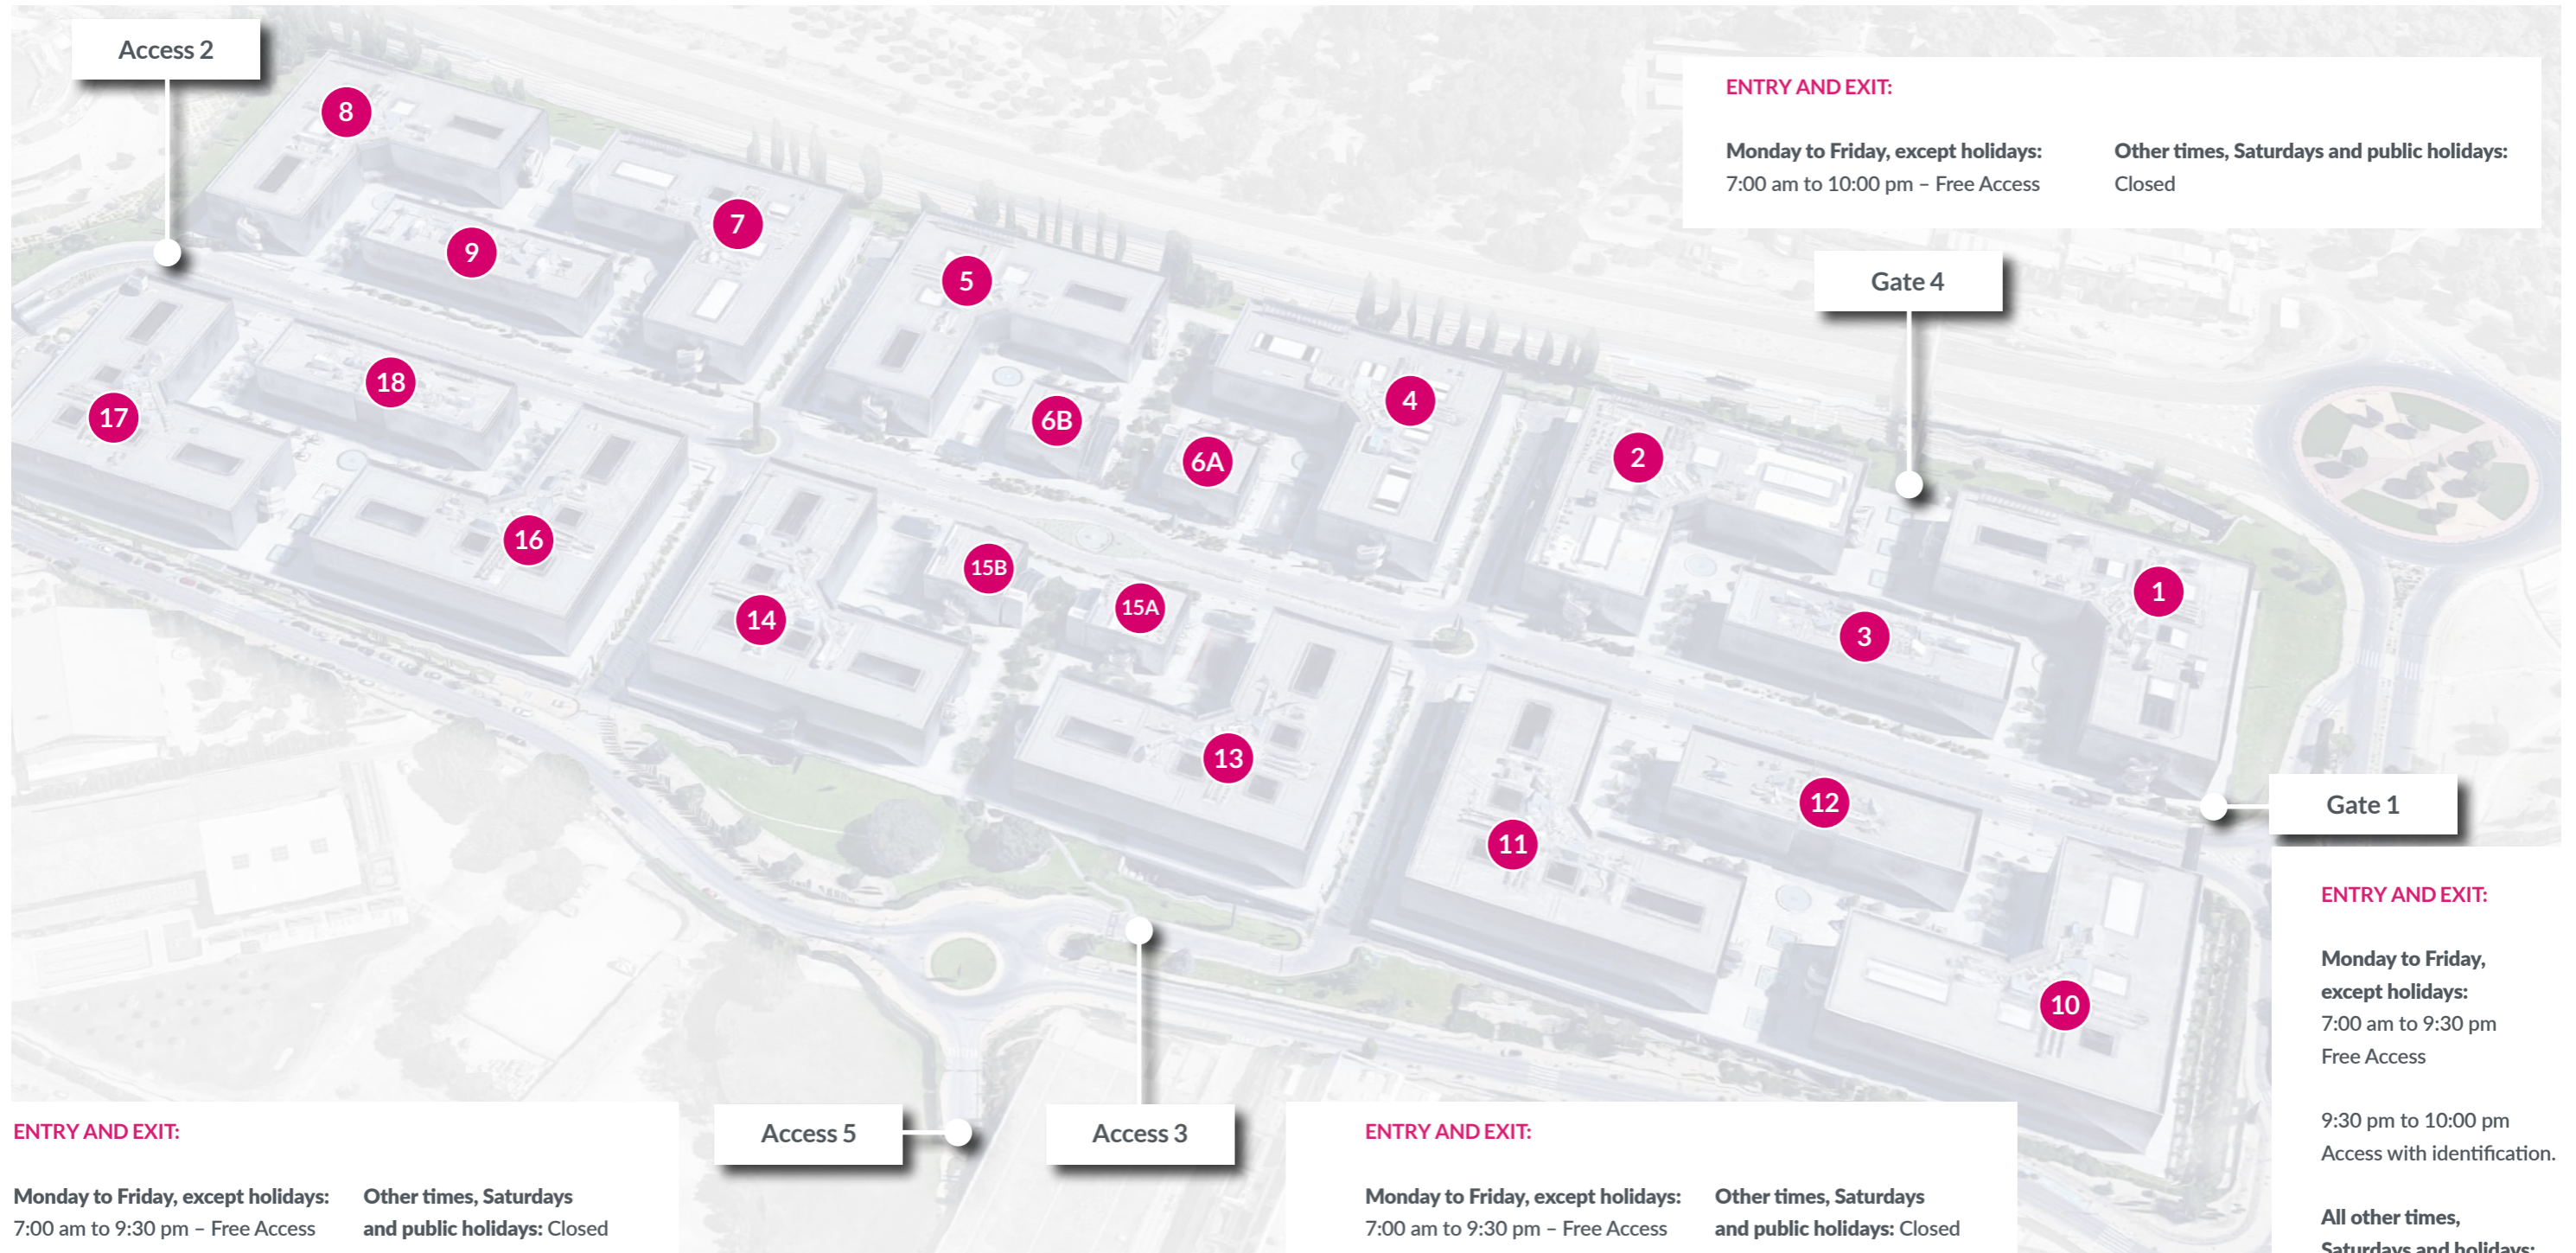 Access 2
8
ENTRY AND EXIT:
Monday to Friday, except holidays:
7:00 am to 10:00 pm – Free Access
Other times, Saturdays and public holidays:
Closed
7
9
5
Gate 4
18
17
6B
6A
4
2
16
15B
15A
14
1
3
13
12
11
Gate 1
10
ENTRY AND EXIT:
Monday to Friday,
except holidays:
7:00 am to 9:30 pm
Free Access
9:30 pm to 10:00 pm
Access with identification.
All other times,
Saturdays and holidays:
Access 5
Access 3
ENTRY AND EXIT:
Monday to Friday, except holidays:
7:00 am to 9:30 pm – Free Access
Other times, Saturdays
and public holidays: Closed
ENTRY AND EXIT:
Monday to Friday, except holidays:
7:00 am to 9:30 pm – Free Access
Other times, Saturdays
and public holidays: Closed